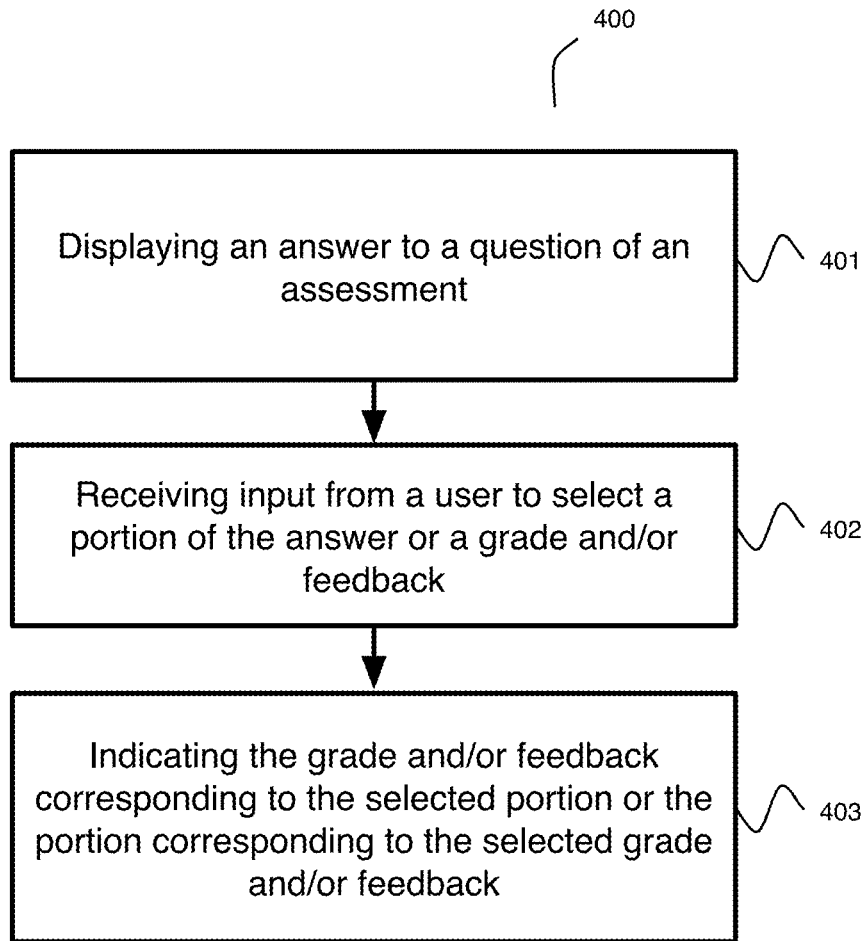 400
Displaying an answer to a question of an
assessment
401
Receiving input from a user to select a
portion of the answer or a grade and/or
feedback
402
Indicating the grade and/or feedback
corresponding to the selected portion or the
portion corresponding to the selected grade
and/or feedback
403